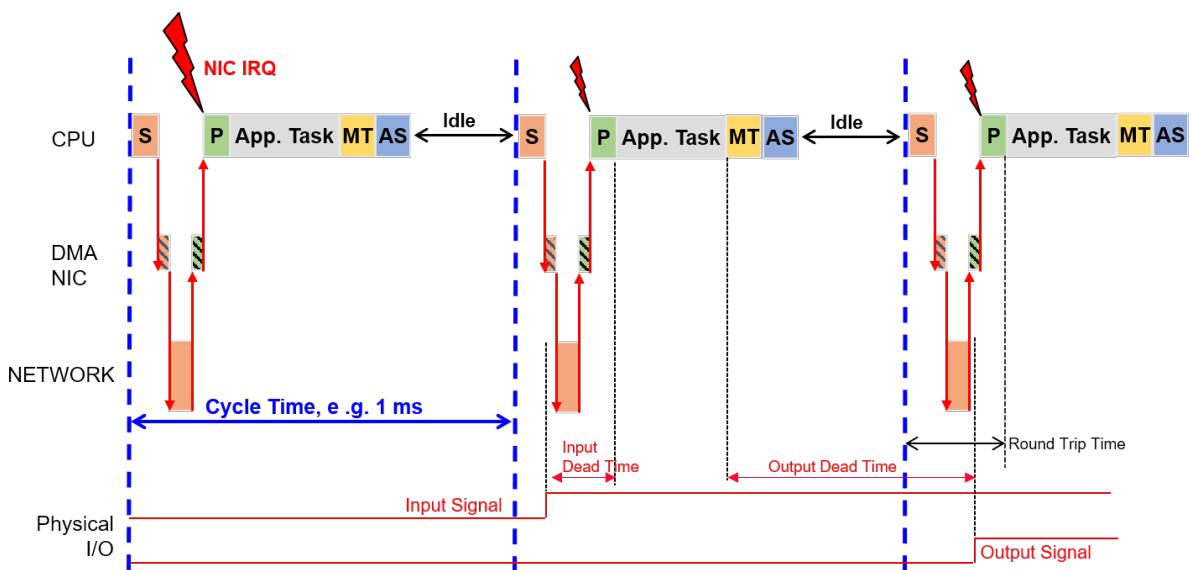 NIC IRQ
CPU
S
P
App. Task
MT
AS
Idle
S
P
App. Task
MT
AS
Idle
S
P
App. Task
MT
AS
DMA
NIC
NETWORK
Cycle Time, e .g. 1 ms
Input
Dead Time
Output Dead Time
Round Trip Time
Input Signal
Physical
I/O
Output Signal